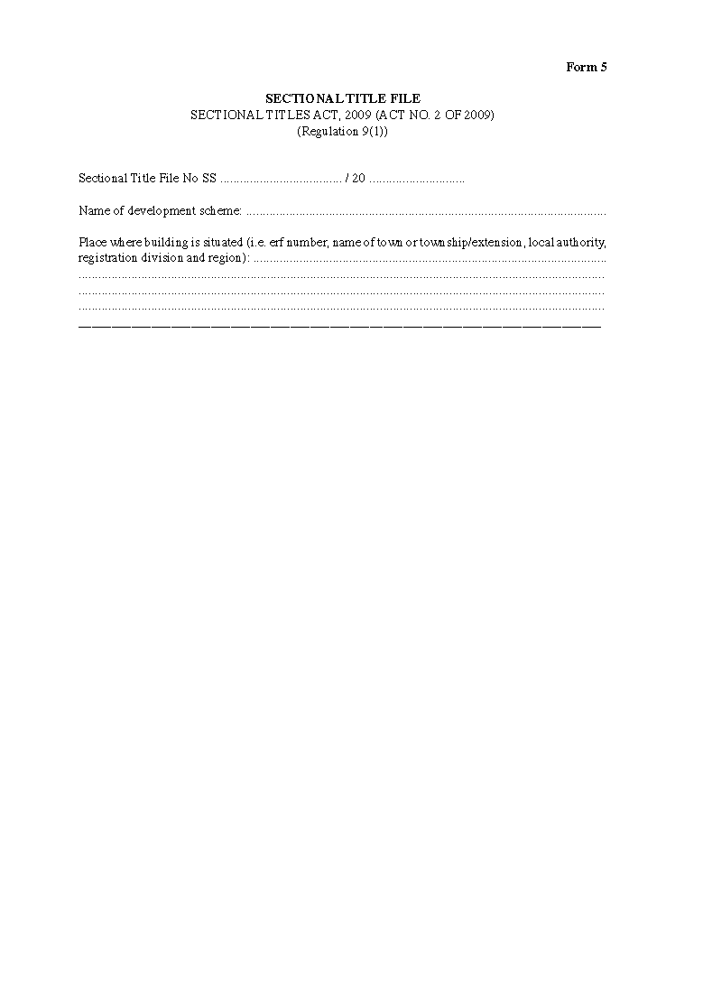 Form 5
SECTIONAL TITLE FILE
SECTIONAL TITLES ACT, 2009 (ACT NO. 2 OF 2009)
(Regulation 9(1))
Sectional Title File No SS ..................................... / 20 .............................
Name of development scheme: .............................................................................................................
Place where building is situated (i.e. erf number, name of town or township/extension, local authority,
registration division and region): ...........................................................................................................
................................................................................................................................................................
................................................................................................................................................................
................................................................................................................................................................
_______________________________________________________________________________